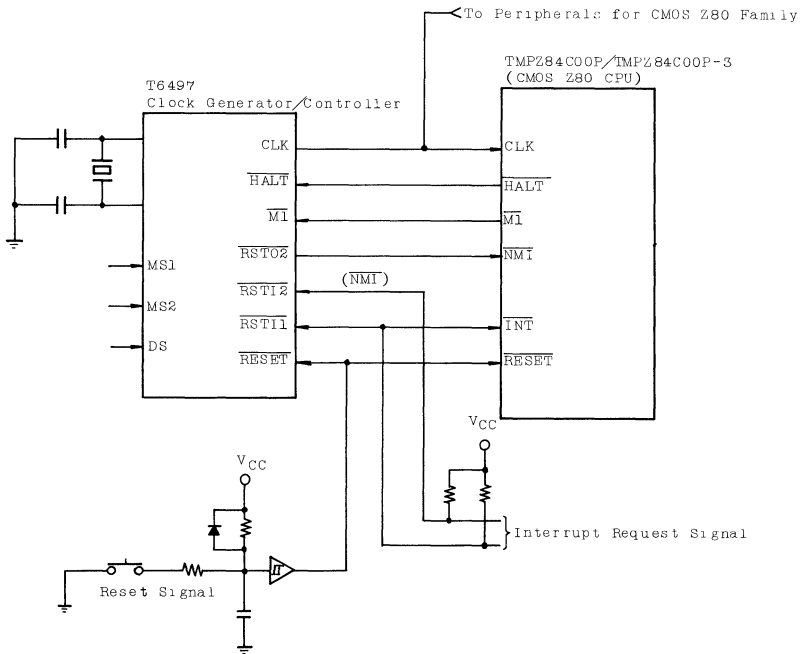 To Peripherals for CMOS Z80 Family
TMPZ84C00P/TMPZ84C00P-3
(CMOS Z80 CPU)
T6497
Clock Generator/Controller
CLK
CLK
HALT
HALT
M1
M1
RSTO2
NMI
MS1
(NMI)
RSTI2
MS2
RSTI1
INT
DS
RESET
RESET
VCC
VCC
Interrupt Request Signal
Reset Signal